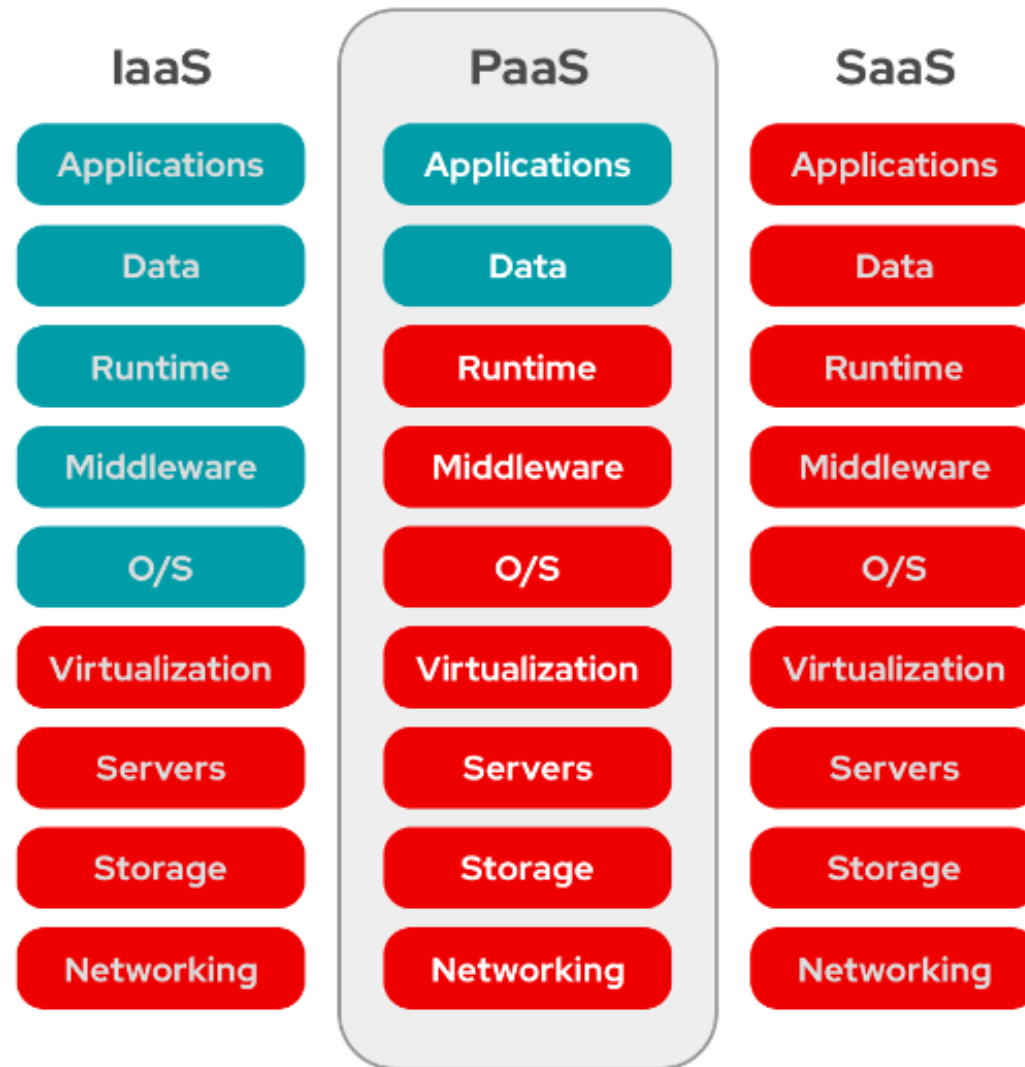 IaaS
PaaS
SaaS
Applications
Applications
Applications
Data
Data
Data
Runtime
Runtime
Runtime
Middleware
Middleware
Middleware
O/S
O/S
O/S
Virtualization
Virtualization
Virtualization
Servers
Servers
Servers
Storage
Storage
Storage
Networking
Networking
Networking